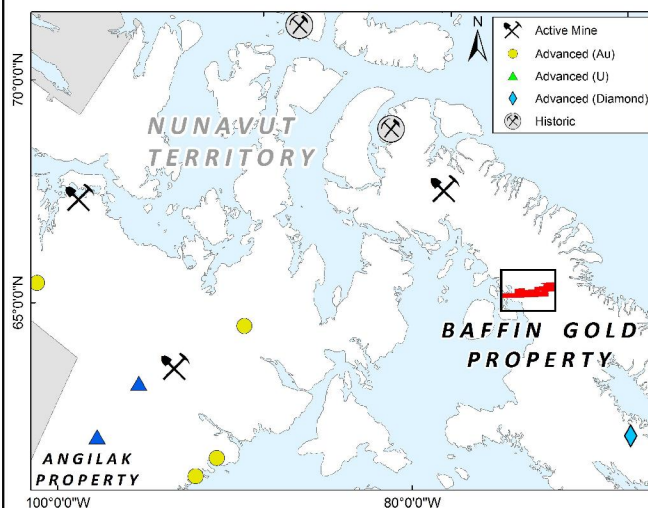 N
Active Mine
Advanced (Au)
Advanced (U)
Advanced (Diamond)
Historic
70°0'0"N
NUNAVUT
TERRITORY
65°0'0"N
BAFFIN GOLD
PROPERTY
ANGILAK
PROPERTY
100°0'0"W
80°0'0"W